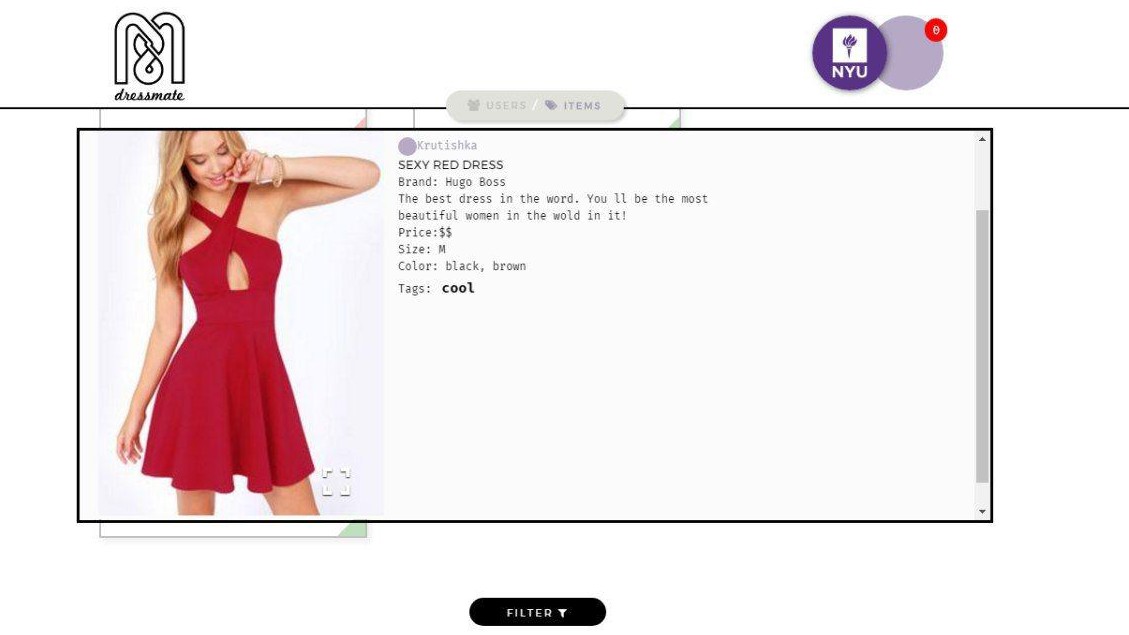 dressmate
NYU
0
USERS / ITEMS
Krutishka
SEXY RED DRESS
Brand: Hugo Boss
The best dress in the word. You ll be the most
beautiful women in the wold in it!
Price:$$
Size: M
Color: black, brown
Tags: cool
FILTER